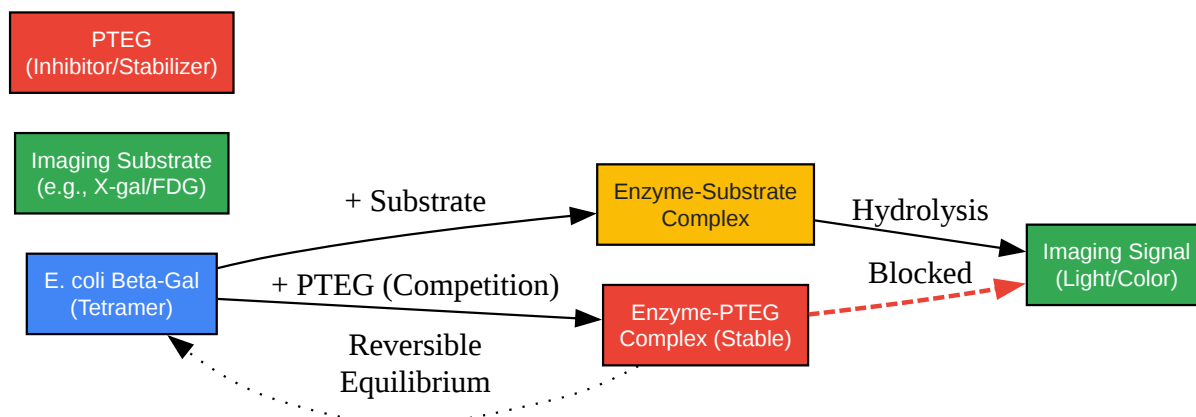 PTEG
(Inhibitor/Stabilizer)
Imaging Substrate
(e.g., X-gal/FDG)
E. coli Beta-Gal
(Tetramer)
+ Substrate
+ PTEG (Competition)
Reversible
Equilibrium
Enzyme-Substrate
Complex
Enzyme-PTEG
Complex (Stable)
Hydrolysis
Blocked
Imaging Signal
(Light/Color)